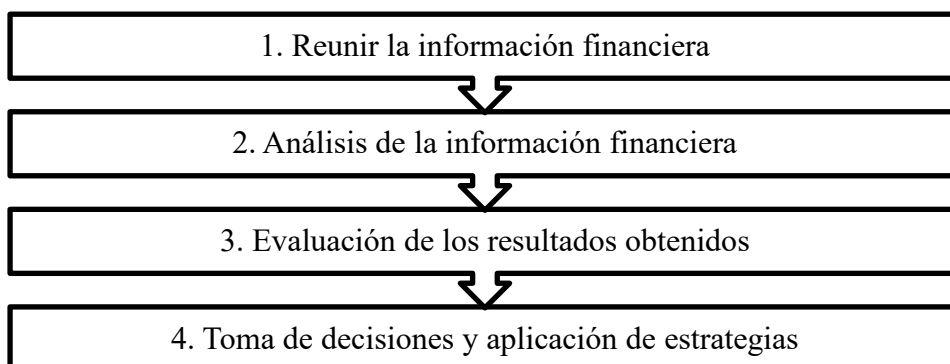 1. Reunir la información financiera
2. Análisis de la información financiera
3. Evaluación de los resultados obtenidos
4. Toma de decisiones y aplicación de estrategias